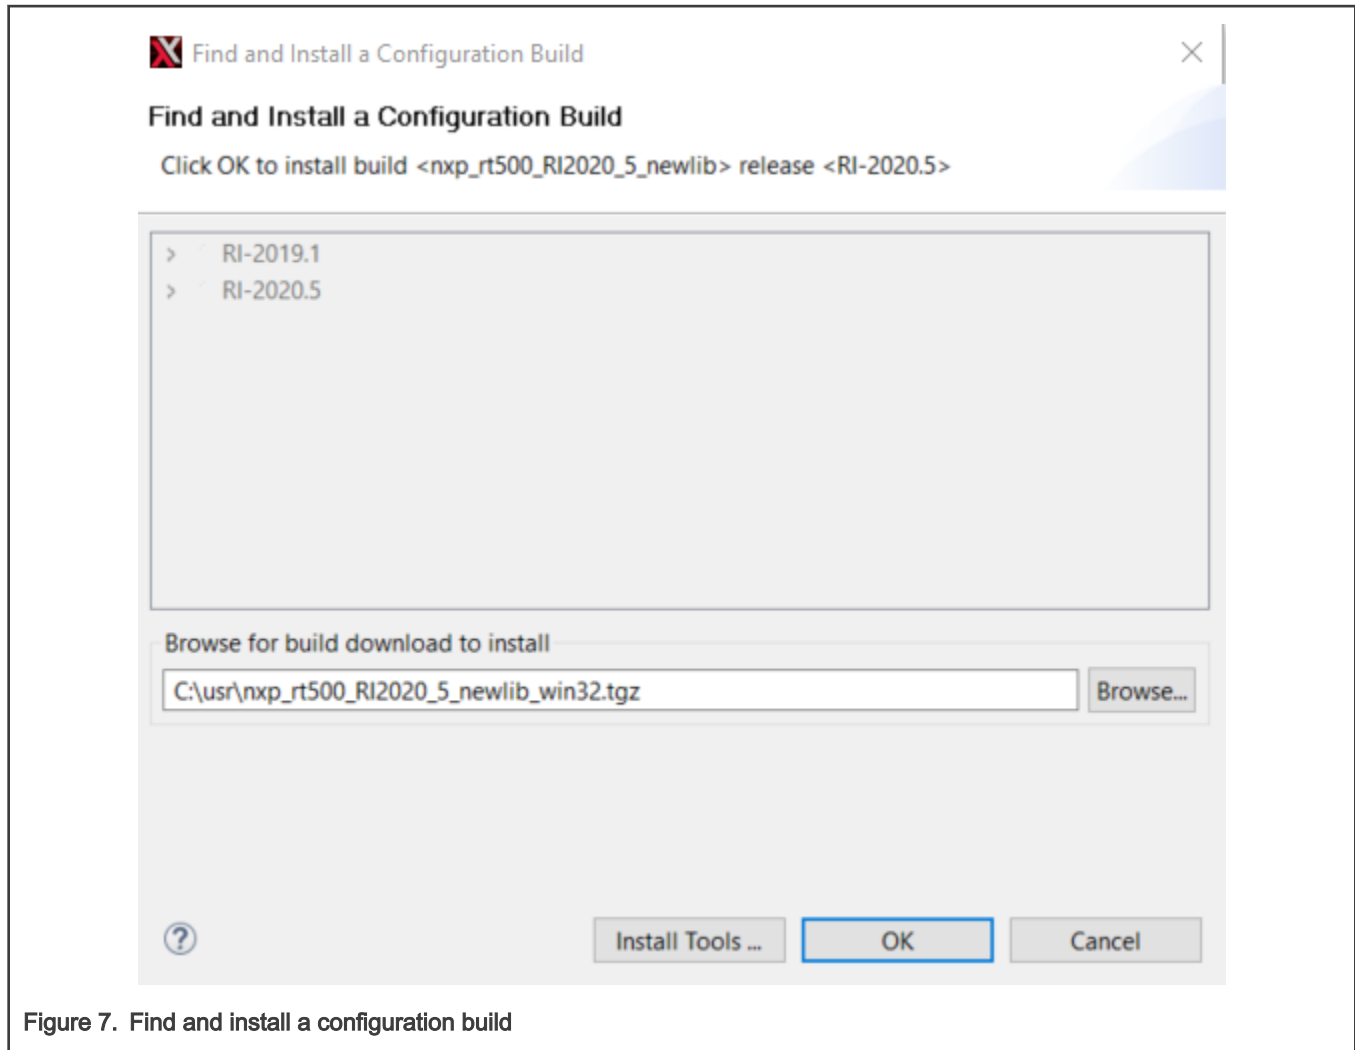 Find and Install a Configuration Build
Find and Install a Configuration Build
Click OK to install build <nxp_rt500_RI2020_5_newlib> release <RI-2020.5>
RI-2019.1
RI-2020.5
Browse for build download to install
C:\usr\nxp_rt500_RI2020_5_newlib_win32.tgz Browse...
Install Tools ... OK Cancel
Figure 7. Find and install a configuration build